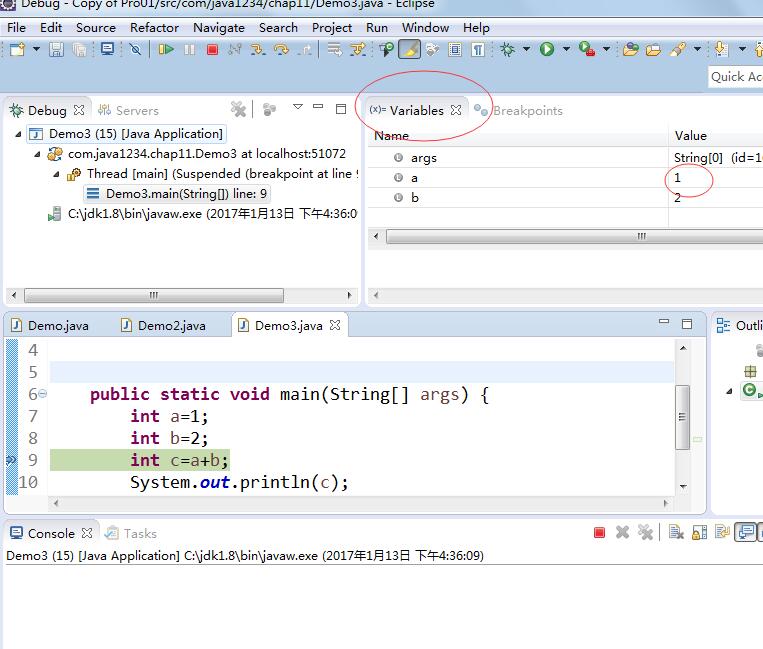 Debug - Copy of Pro01/src/com/java1234/chap11/Demo3.java - Eclipse
File Edit Source Refactor Navigate Search Project Run Window Help
Quick Ac
Debug Servers
Demo3 (15) [Java Application]
com.java1234.chap11.Demo3 at localhost:51072
Thread [main] (Suspended (breakpoint at line 9
Demo3.main(String[]) line: 9
C:\jdk1.8\bin\javaw.exe (2017年1月13日 下午4:36:09
(x)= Variables Breakpoints
Name Value
args String[0] (id=1
a 1
b 2
Demo.java Demo2.java Demo3.java
4
5
6 public static void main(String[] args) {
7 int a=1;
8 int b=2;
9 int c=a+b;
10 System.out.println(c);
Outli
Console Tasks
Demo3 (15) [Java Application] C:\jdk1.8\bin\javaw.exe (2017年1月13日 下午4:36:09)